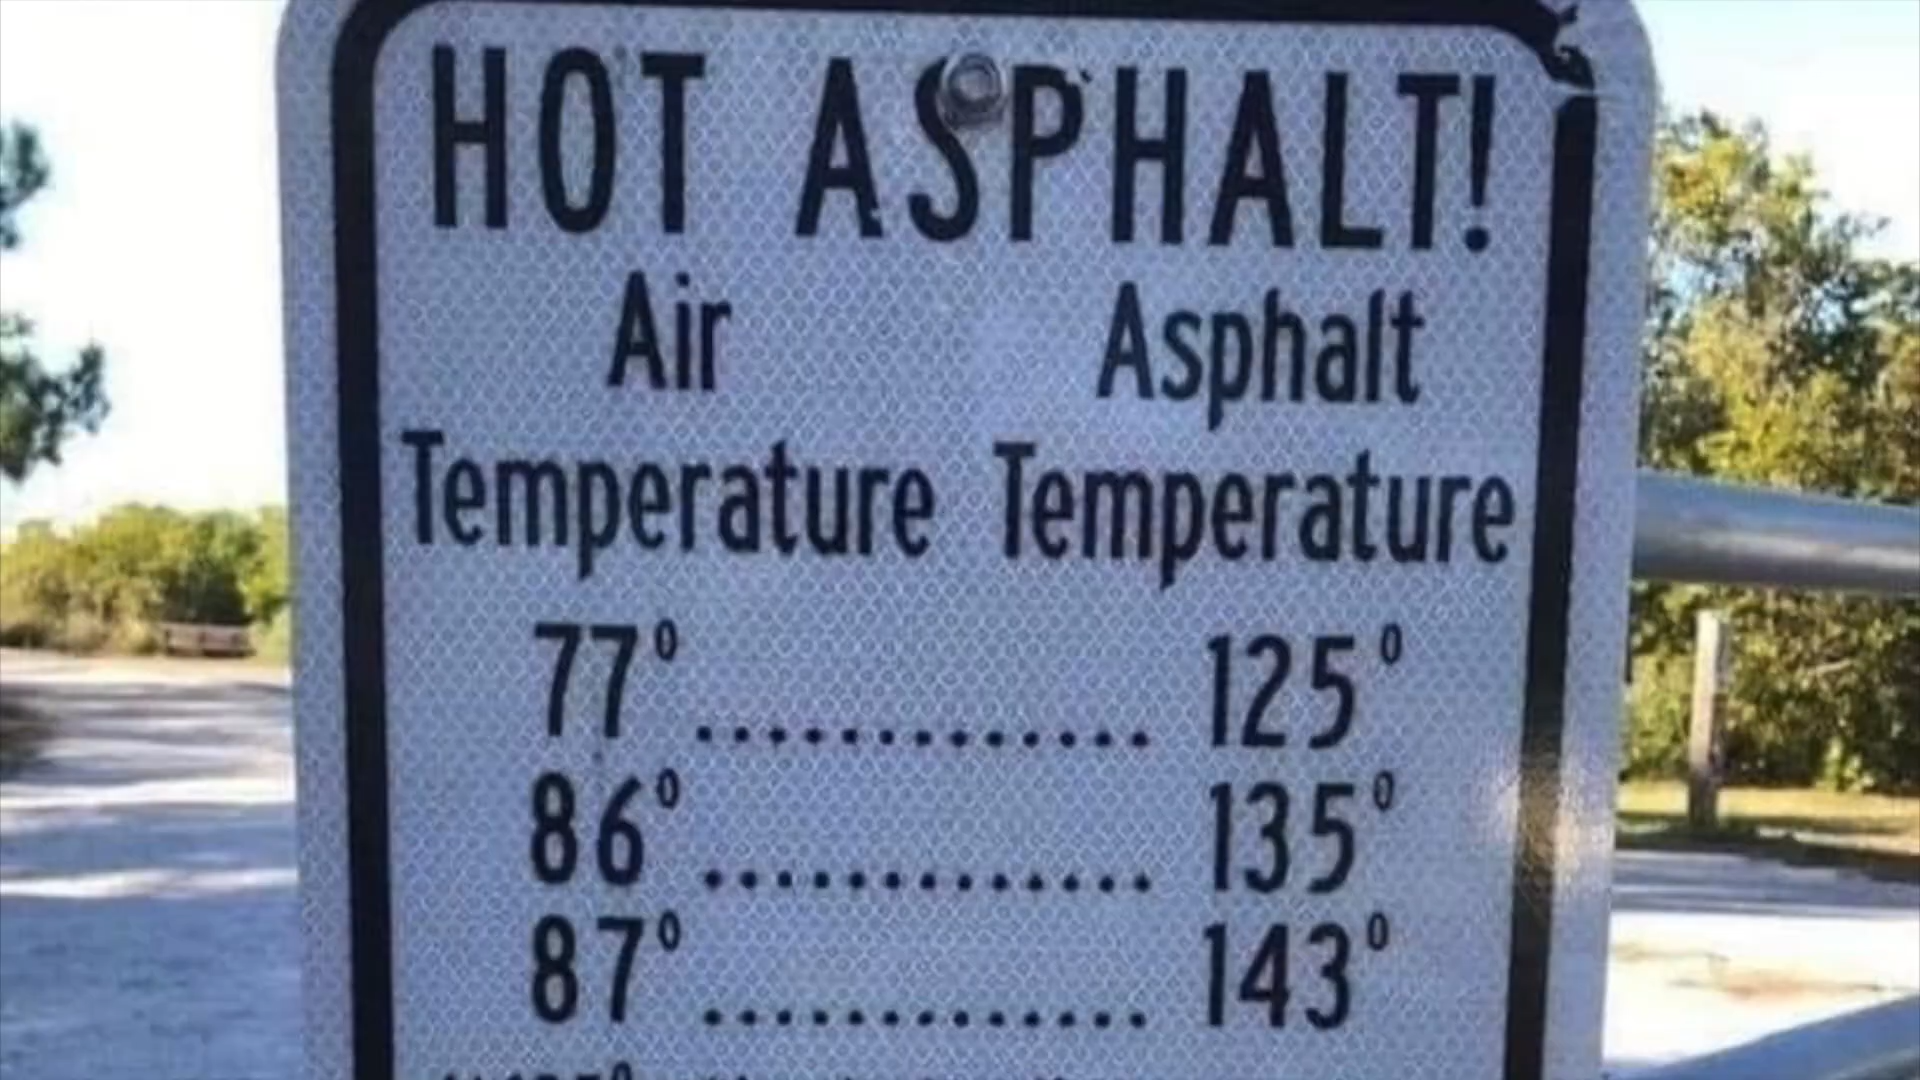 HOT ASPHALT!
Air Asphalt
Temperature Temperature
77° ............. 125°
86° ............. 135°
87° ............. 143°